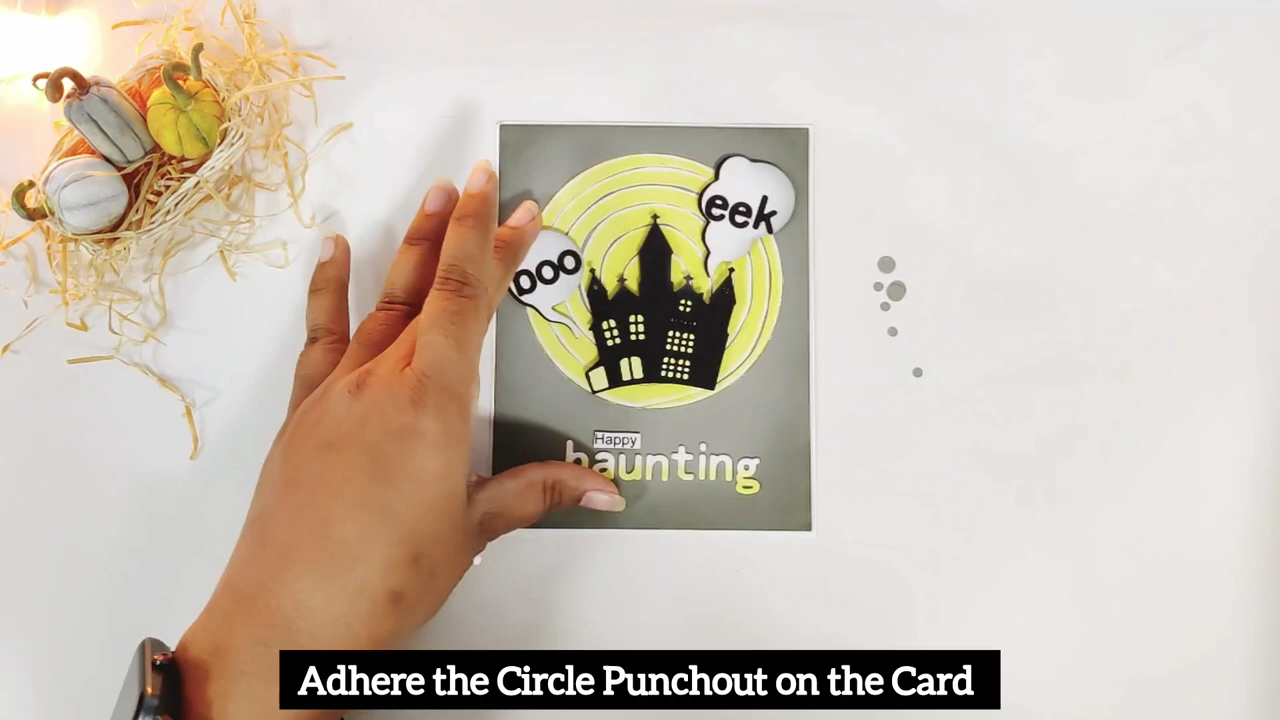 eek
boo
Happy
haunting
Adhere the Circle Punchout on the Card